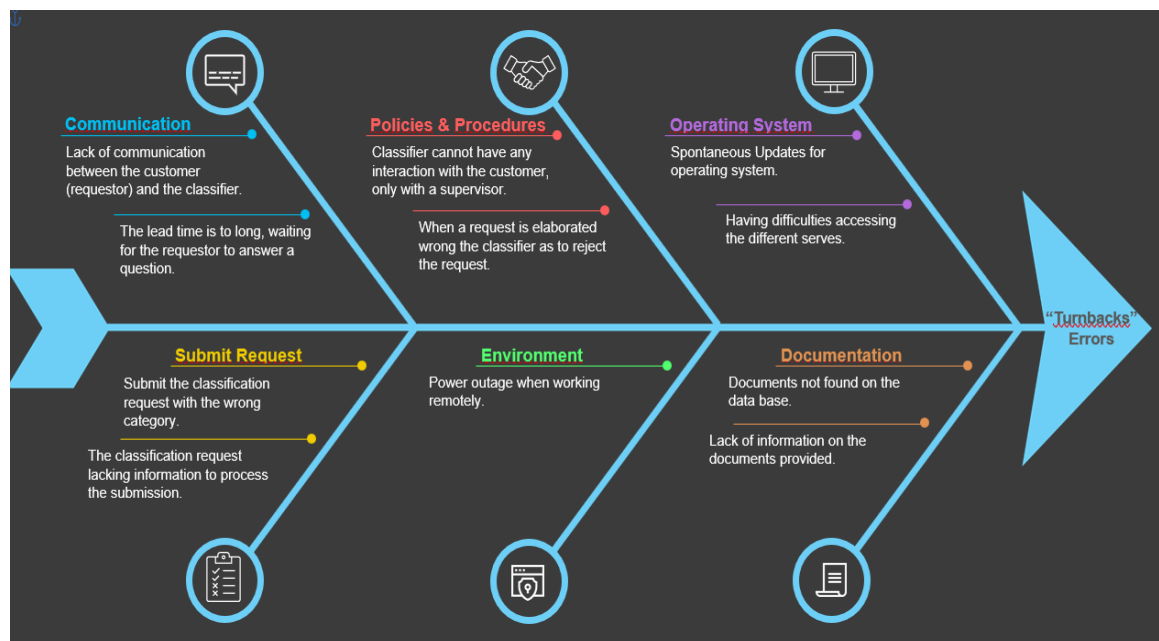 Communication
Lack of communication
between the customer
(requestor) and the classifier.
The lead time is to long, waiting
for the requestor to answer a
question.
Policies & Procedures
Classifier cannot have any
interaction with the customer,
only with a supervisor.
When a request is elaborated
wrong the classifier as to reject
the request.
Operating System
Spontaneous Updates for
operating system.
Having difficulties accessing
the different serves.
“Turnbacks”
Errors
Submit Request
Submit the classification
request with the wrong
category.
The classification request
lacking information to process
the submission.
Environment
Power outage when working
remotely.
Documentation
Documents not found on the
data base.
Lack of information on the
documents provided.